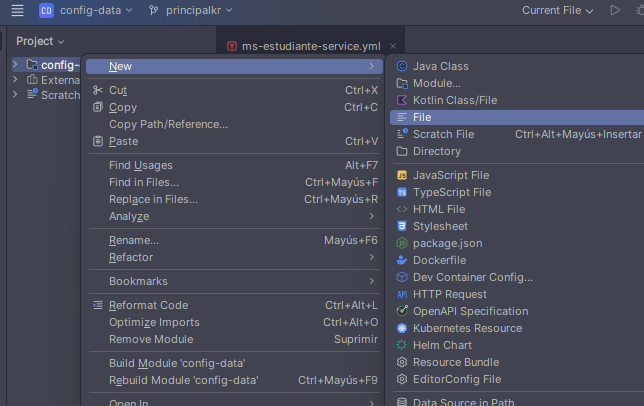 CD config-data principalkr Current File
Project
ms-estudiante-service.yml
config-
Externa
Scratch
New
Cut Ctrl+X
Copy Ctrl+C
Copy Path/Reference...
Paste Ctrl+V
Find Usages Alt+F7
Find in Files... Ctrl+Mayús+F
Replace in Files... Ctrl+Mayús+R
Analyze
Rename... Mayús+F6
Refactor
Bookmarks
Reformat Code Ctrl+Alt+L
Optimize Imports Ctrl+Alt+O
Remove Module Suprimir
Build Module 'config-data'
Rebuild Module 'config-data' Ctrl+Mayús+F9
Open In
Java Class
Module...
Kotlin Class/File
File
Scratch File Ctrl+Alt+Mayús+Insertar
Directory
JS JavaScript File
TS TypeScript File
HTML File
Stylesheet
package.json
Dockerfile
Dev Container Config...
API HTTP Request
OpenAPI Specification
Kubernetes Resource
Helm Chart
Resource Bundle
EditorConfig File
Data Source in Path